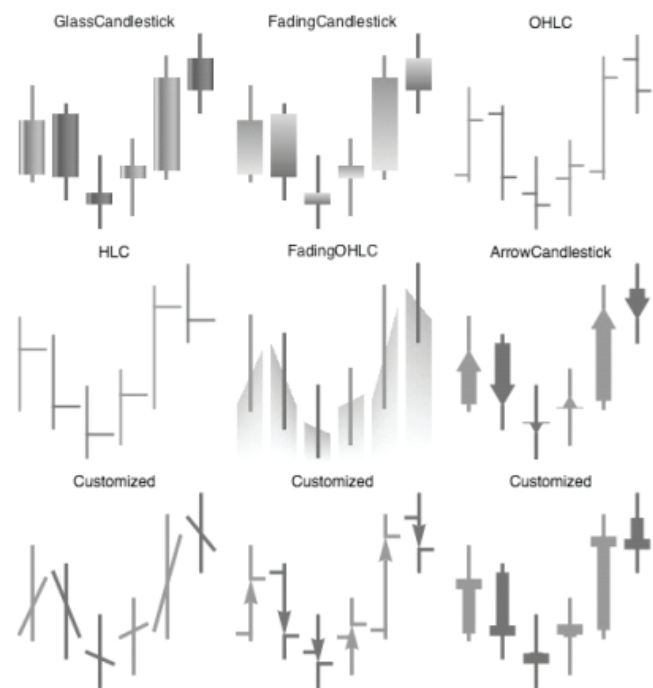 GlassCandlestick
FadingCandlestick
OHLC
HLC
FadingOHLC
ArrowCandlestick
Customized
Customized
Customized